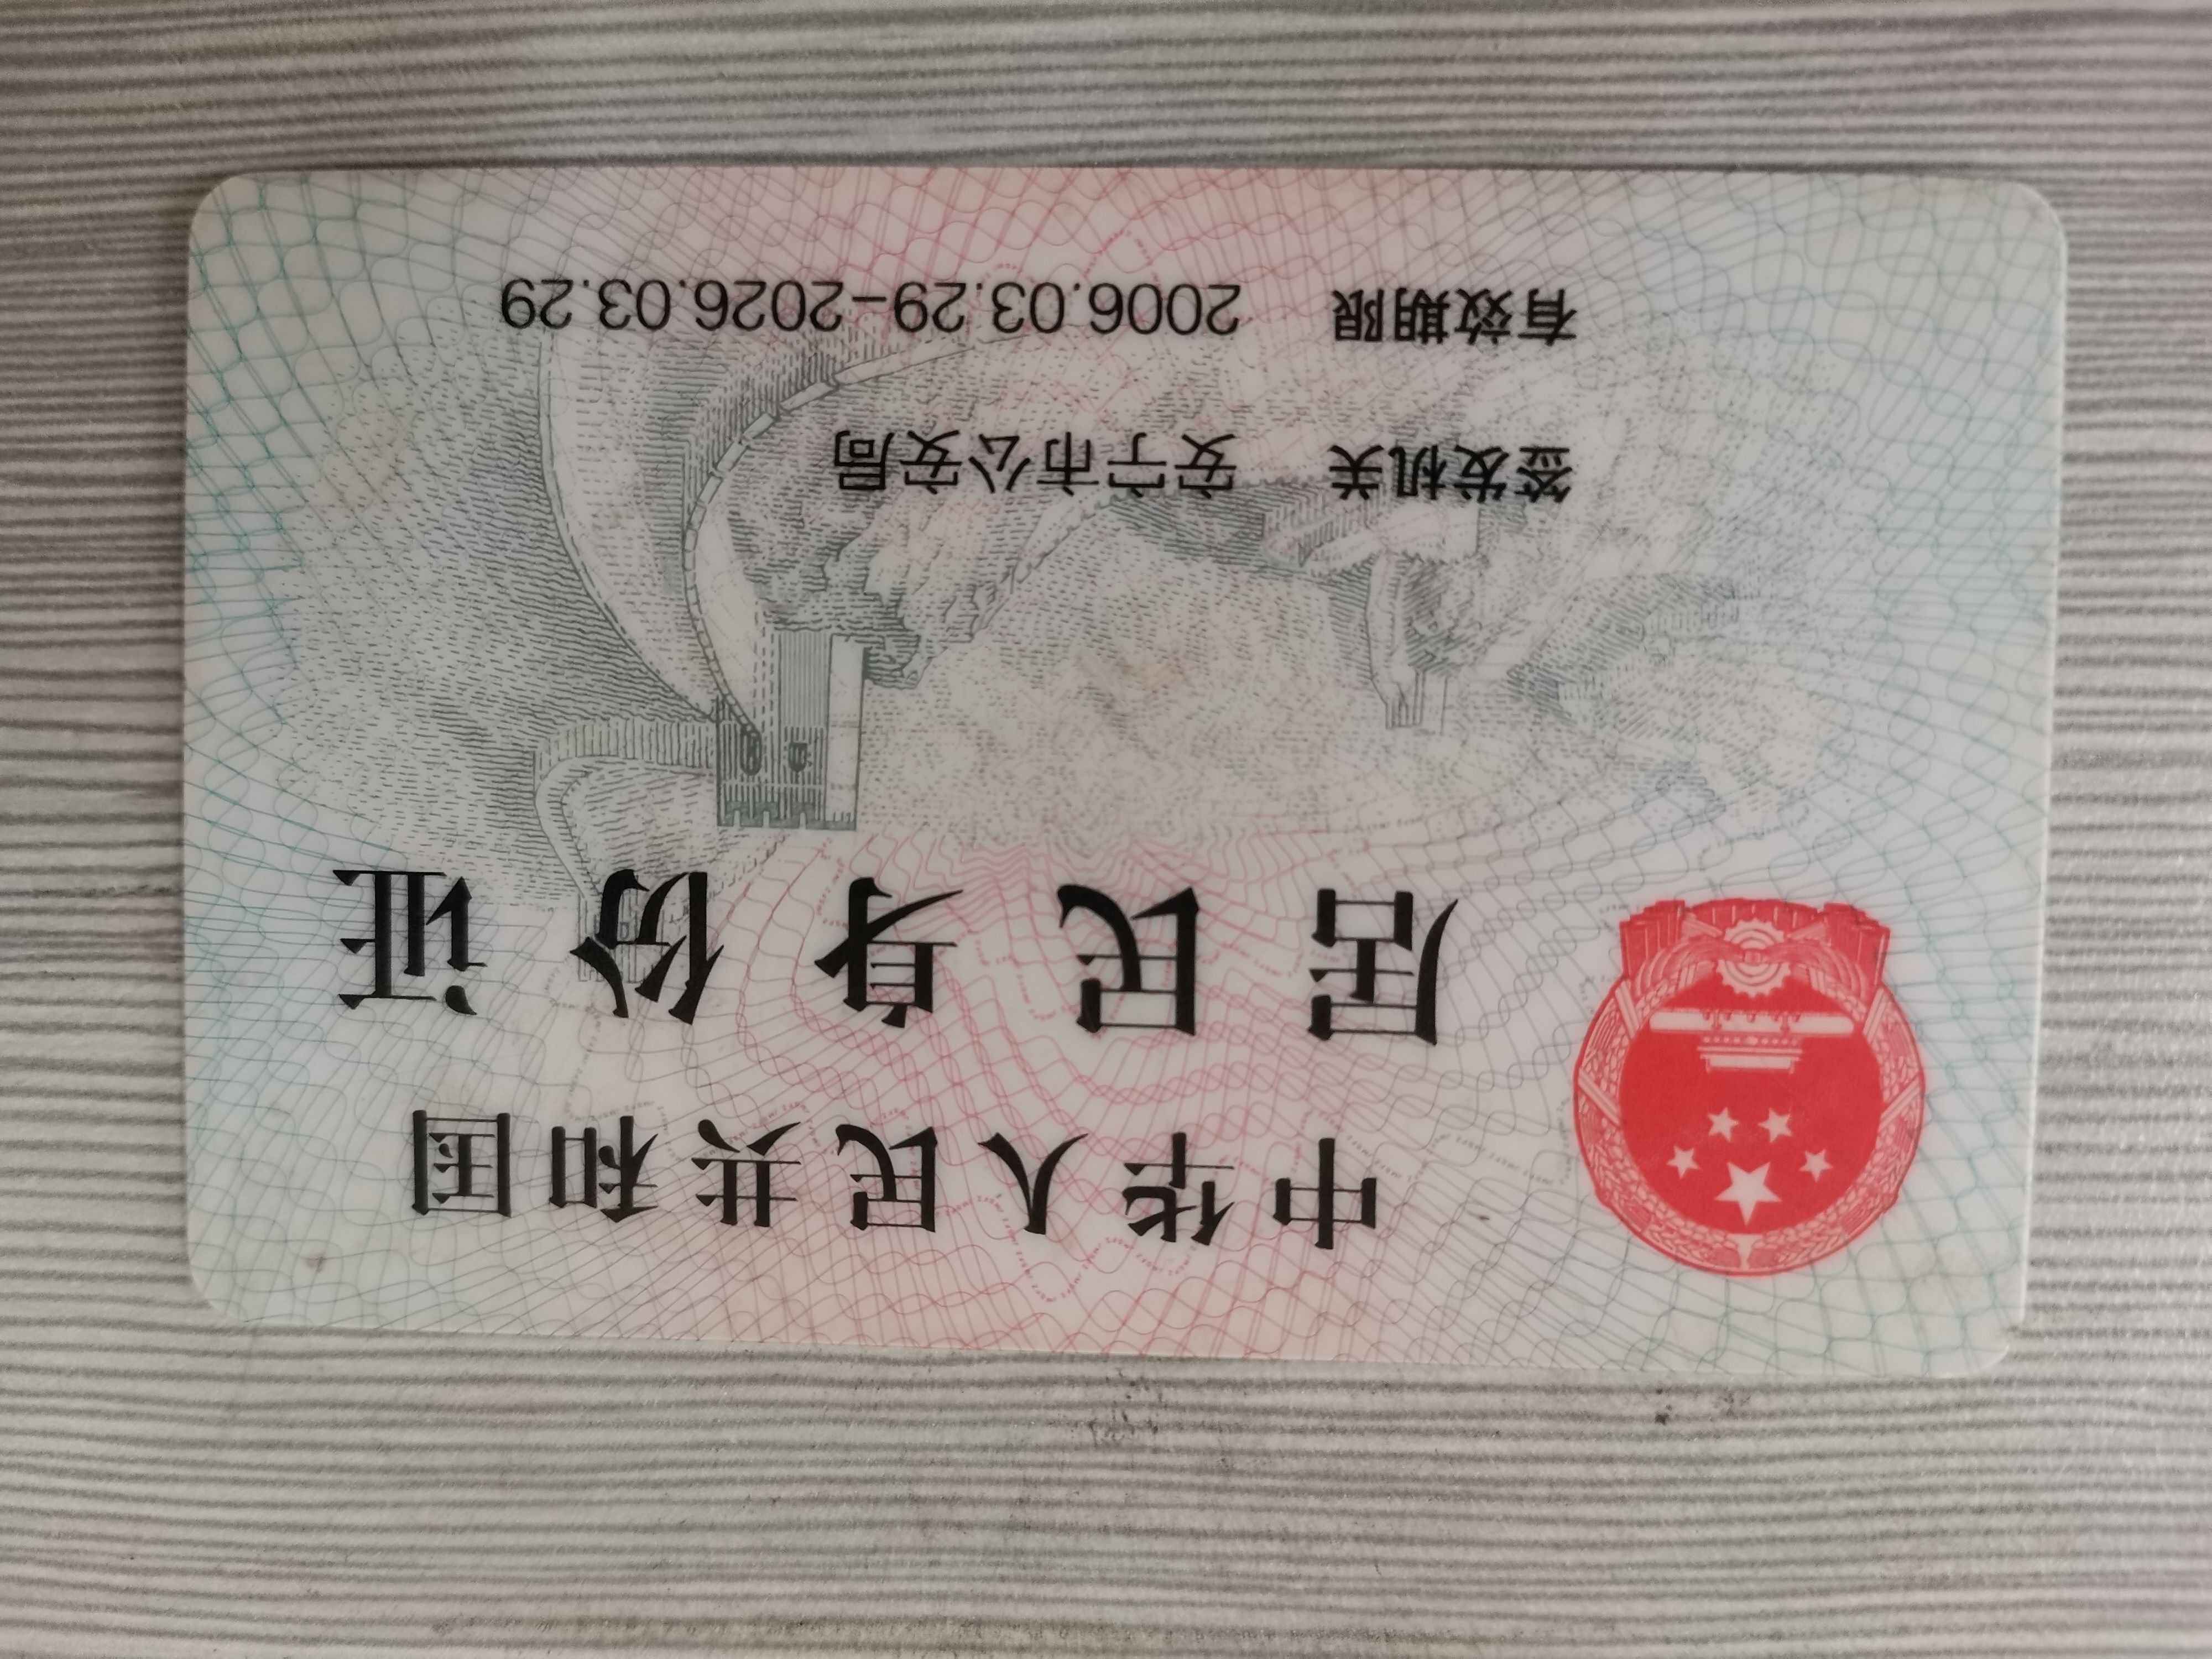 中华人民共和国
居民身份证
签发机关 安宁市公安局
有效期限 2006.03.29-2026.03.29